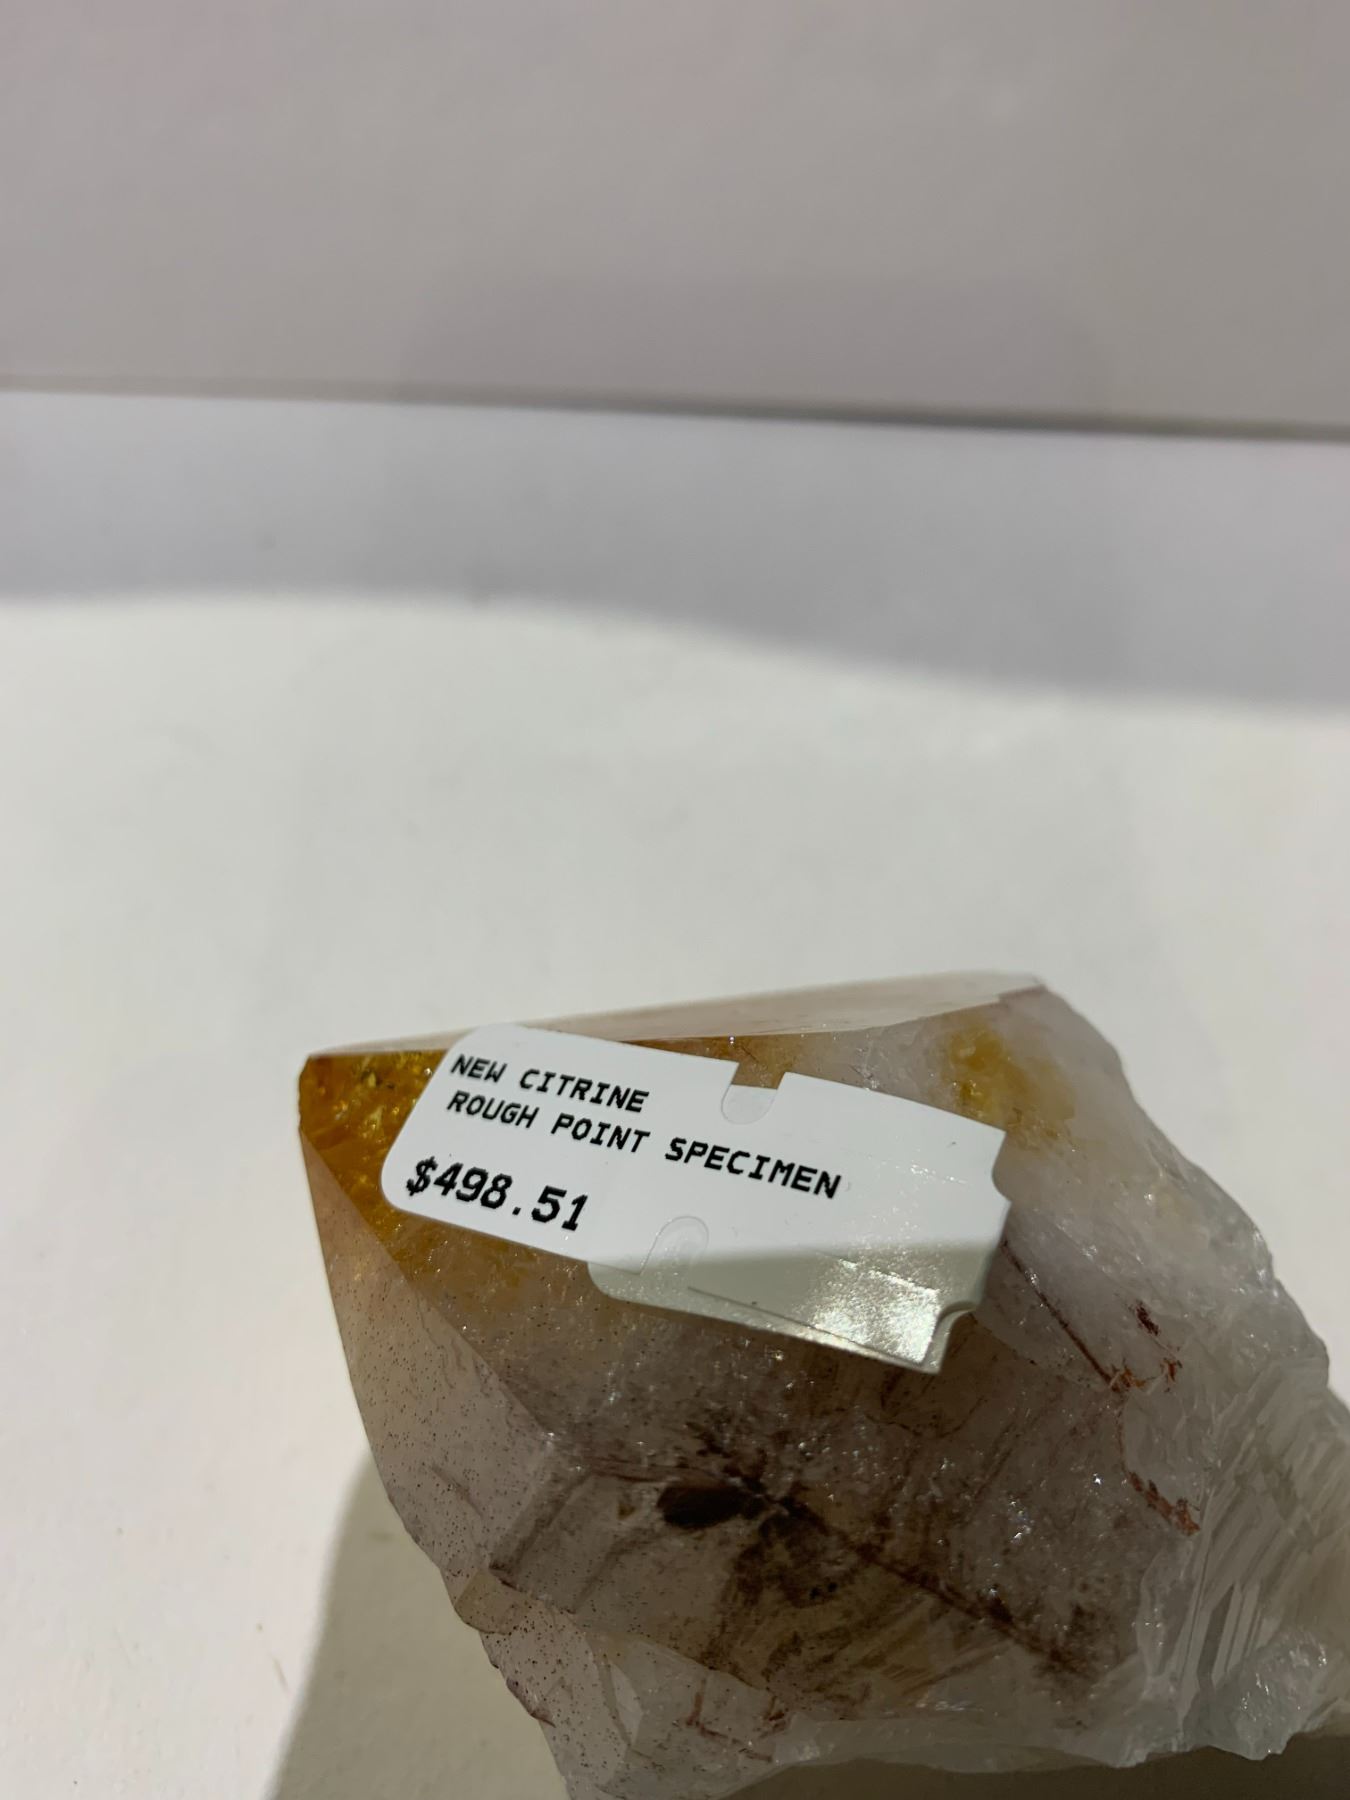 NEW CITRINE
ROUGH POINT SPECIMEN
$498.51